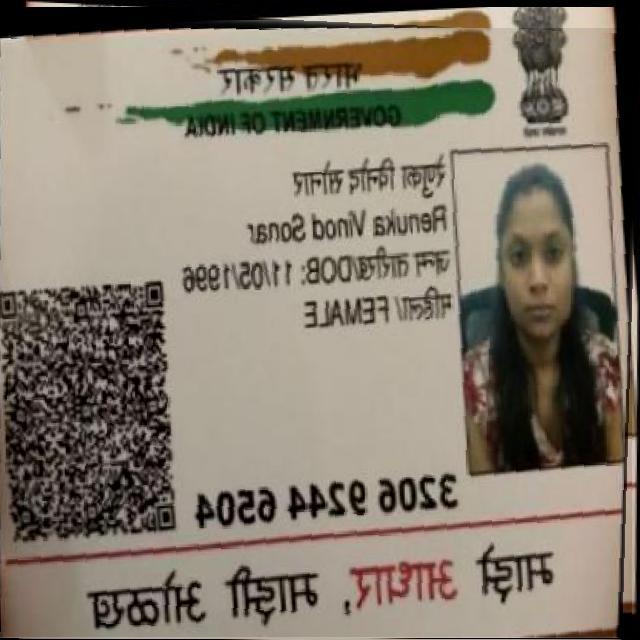 भारत सरकार
GOVERNMENT OF INDIA
रेणुका विनोद सोनार
Renuka Vinod Sonar
जन्म तारीख/DOB: 11/05/1996
महिला/ FEMALE
3206 9244 6504
माझे आधार, माझी ओळख